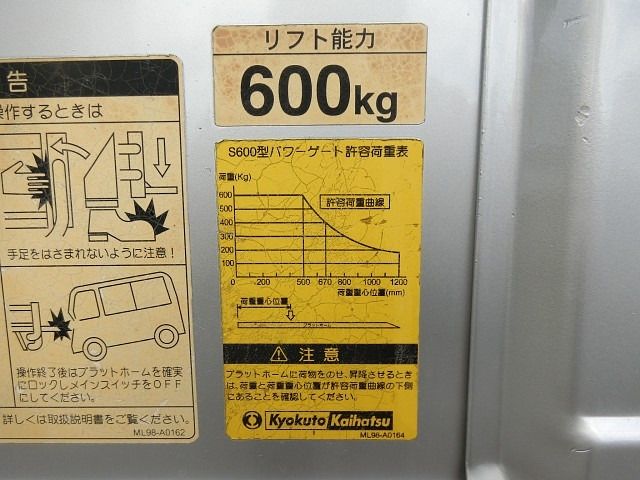 リフト能力
600kg
告
操作するときは
手足をはさまれないように注意！
操作終了後はプラットホームを確実
にロックしメインスイッチをOFF
にしてください。
詳しくは取扱説明書をご覧ください。
ML98-A0162
S600型パワーゲート許容荷重表
荷重(Kg)
600
500
400
300
200
100
許容荷重曲線
0 200 500 670 800 1000 1200
荷重重心位置(mm)
荷重重心位置
プラットホーム
注意
プラットホームに荷物をのせ、昇降させるとき
は、荷重と荷重重心位置が許容荷重曲線の下側
にあることを確認してください。
Kyokuto Kaihatsu
ML98-A0164